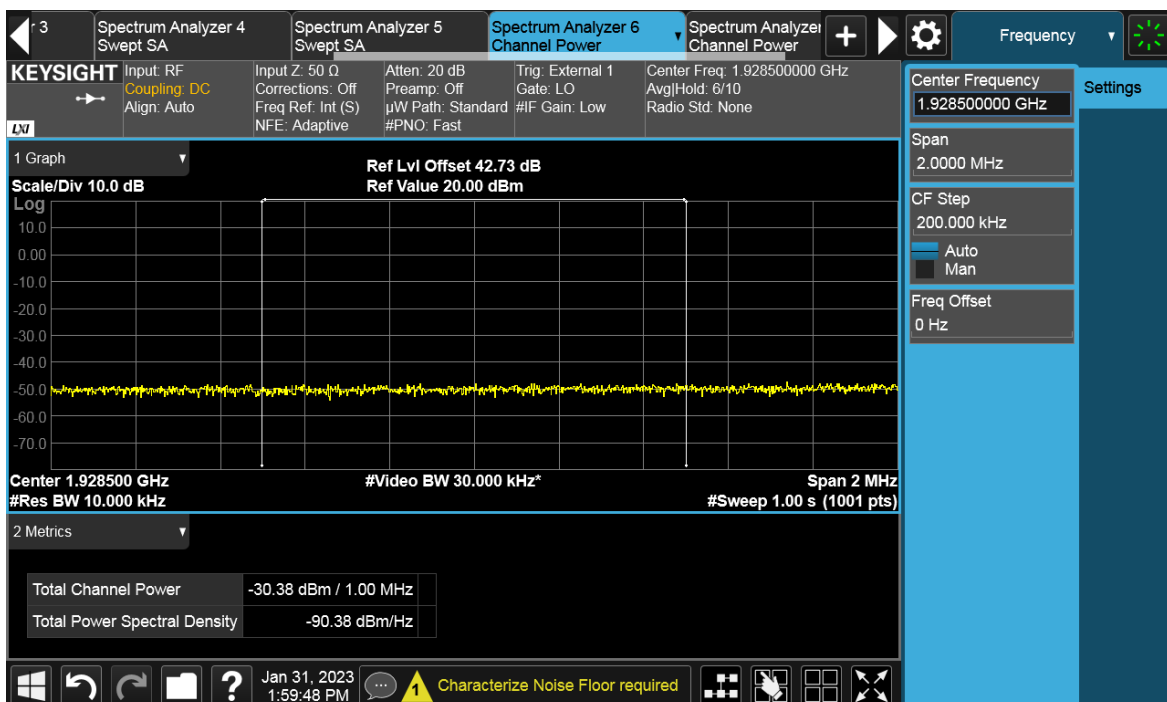 r 3
Spectrum Analyzer 4
Swept SA
Spectrum Analyzer 5
Swept SA
Spectrum Analyzer 6
Channel Power
Spectrum Analyzer
Channel Power
Frequency
KEYSIGHT
LXI
Input: RF
Coupling: DC
Align: Auto
Input Z: 50 Ω
Corrections: Off
Freq Ref: Int (S)
NFE: Adaptive
Atten: 20 dB
Preamp: Off
µW Path: Standard
#PNO: Fast
Trig: External 1
Gate: LO
#IF Gain: Low
Center Freq: 1.928500000 GHz
Avg|Hold: 6/10
Radio Std: None
1 Graph
Scale/Div 10.0 dB
Ref Lvl Offset 42.73 dB
Ref Value 20.00 dBm
Log
10.0
0.00
-10.0
-20.0
-30.0
-40.0
-50.0
-60.0
-70.0
Center 1.928500 GHz
#Res BW 10.000 kHz
#Video BW 30.000 kHz*
Span 2 MHz
#Sweep 1.00 s (1001 pts)
2 Metrics
Total Channel Power -30.38 dBm / 1.00 MHz
Total Power Spectral Density -90.38 dBm/Hz
Center Frequency
1.928500000 GHz
Span
2.0000 MHz
CF Step
200.000 kHz
Auto
Man
Freq Offset
0 Hz
Settings
?
Jan 31, 2023
1:59:48 PM
1
Characterize Noise Floor required